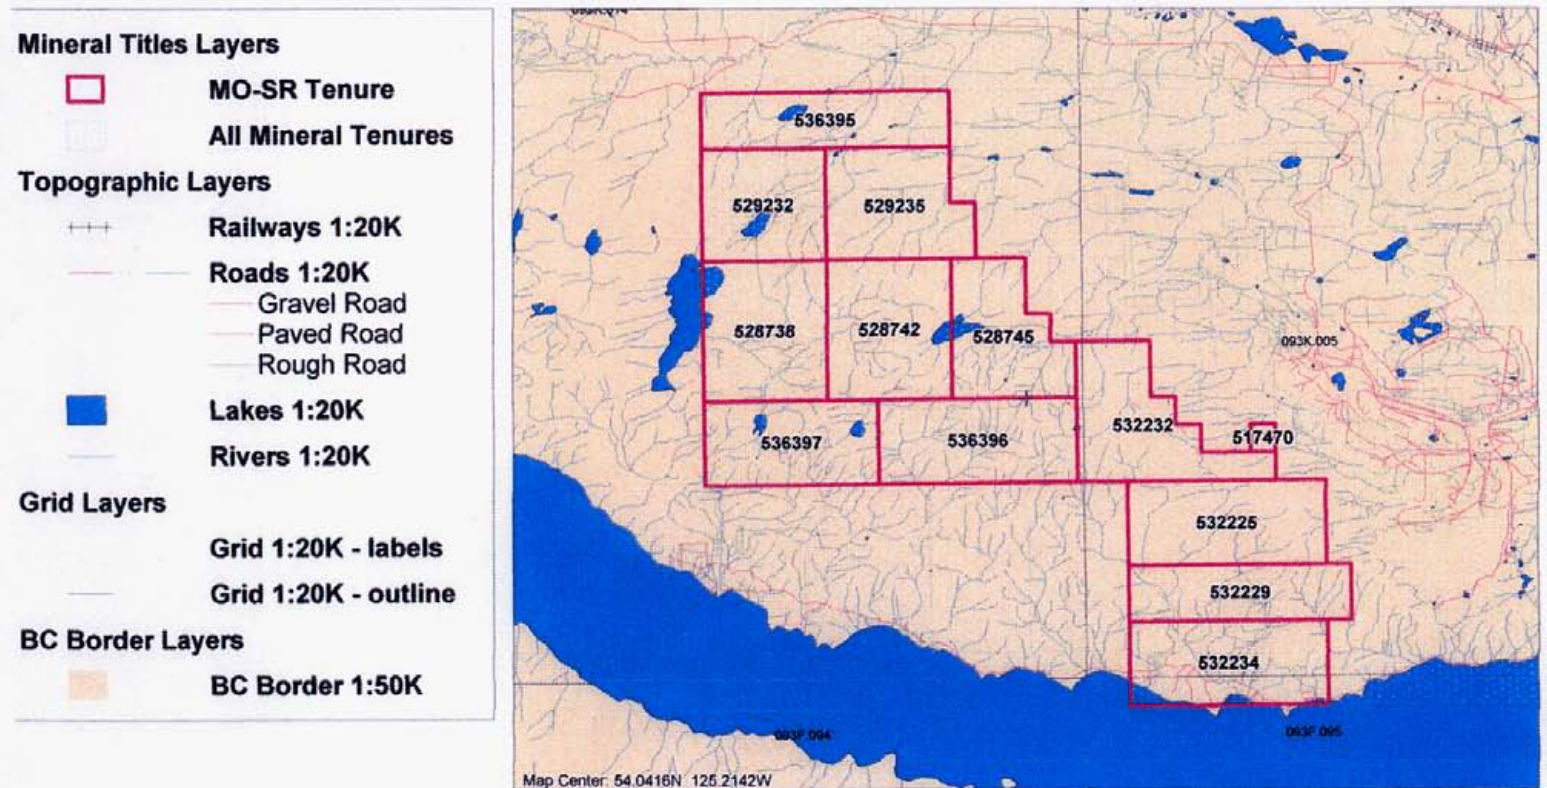 Mineral Titles Layers
MO-SR Tenure
All Mineral Tenures
Topographic Layers
Railways 1:20K
Roads 1:20K
Gravel Road
Paved Road
Rough Road
Lakes 1:20K
Rivers 1:20K
Grid Layers
Grid 1:20K - labels
Grid 1:20K - outline
BC Border Layers
BC Border 1:50K
536395
529232
529235
528738
528742
528745
093K.005
536397
536396
532232
517470
532225
532229
532234
093F.094
093F.095
Map Center: 54.0416N 125.2142W